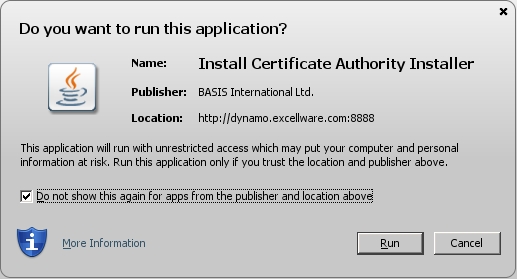 Do you want to run this application?
Name: Install Certificate Authority Installer
Publisher: BASIS International Ltd.
Location: http://dynamo.excellware.com:8888
This application will run with unrestricted access which may put your computer and personal
information at risk. Run this application only if you trust the location and publisher above.
Do not show this again for apps from the publisher and location above
More Information
Run Cancel